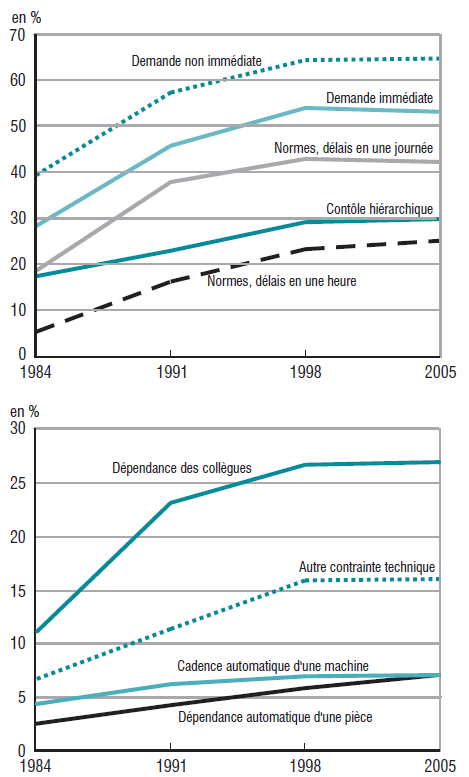 en %
70
Demande non immédiate
60
Demande immédiate
50
Normes, délais en une journée
40
Contôle hiérarchique
30
20
Normes, délais en une heure
10
0
1984 1991 1998 2005
en %
30
Dépendance des collègues
25
20
Autre contrainte technique
15
10
Cadence automatique d'une machine
5
Dépendance automatique d'une pièce
0
1984 1991 1998 2005